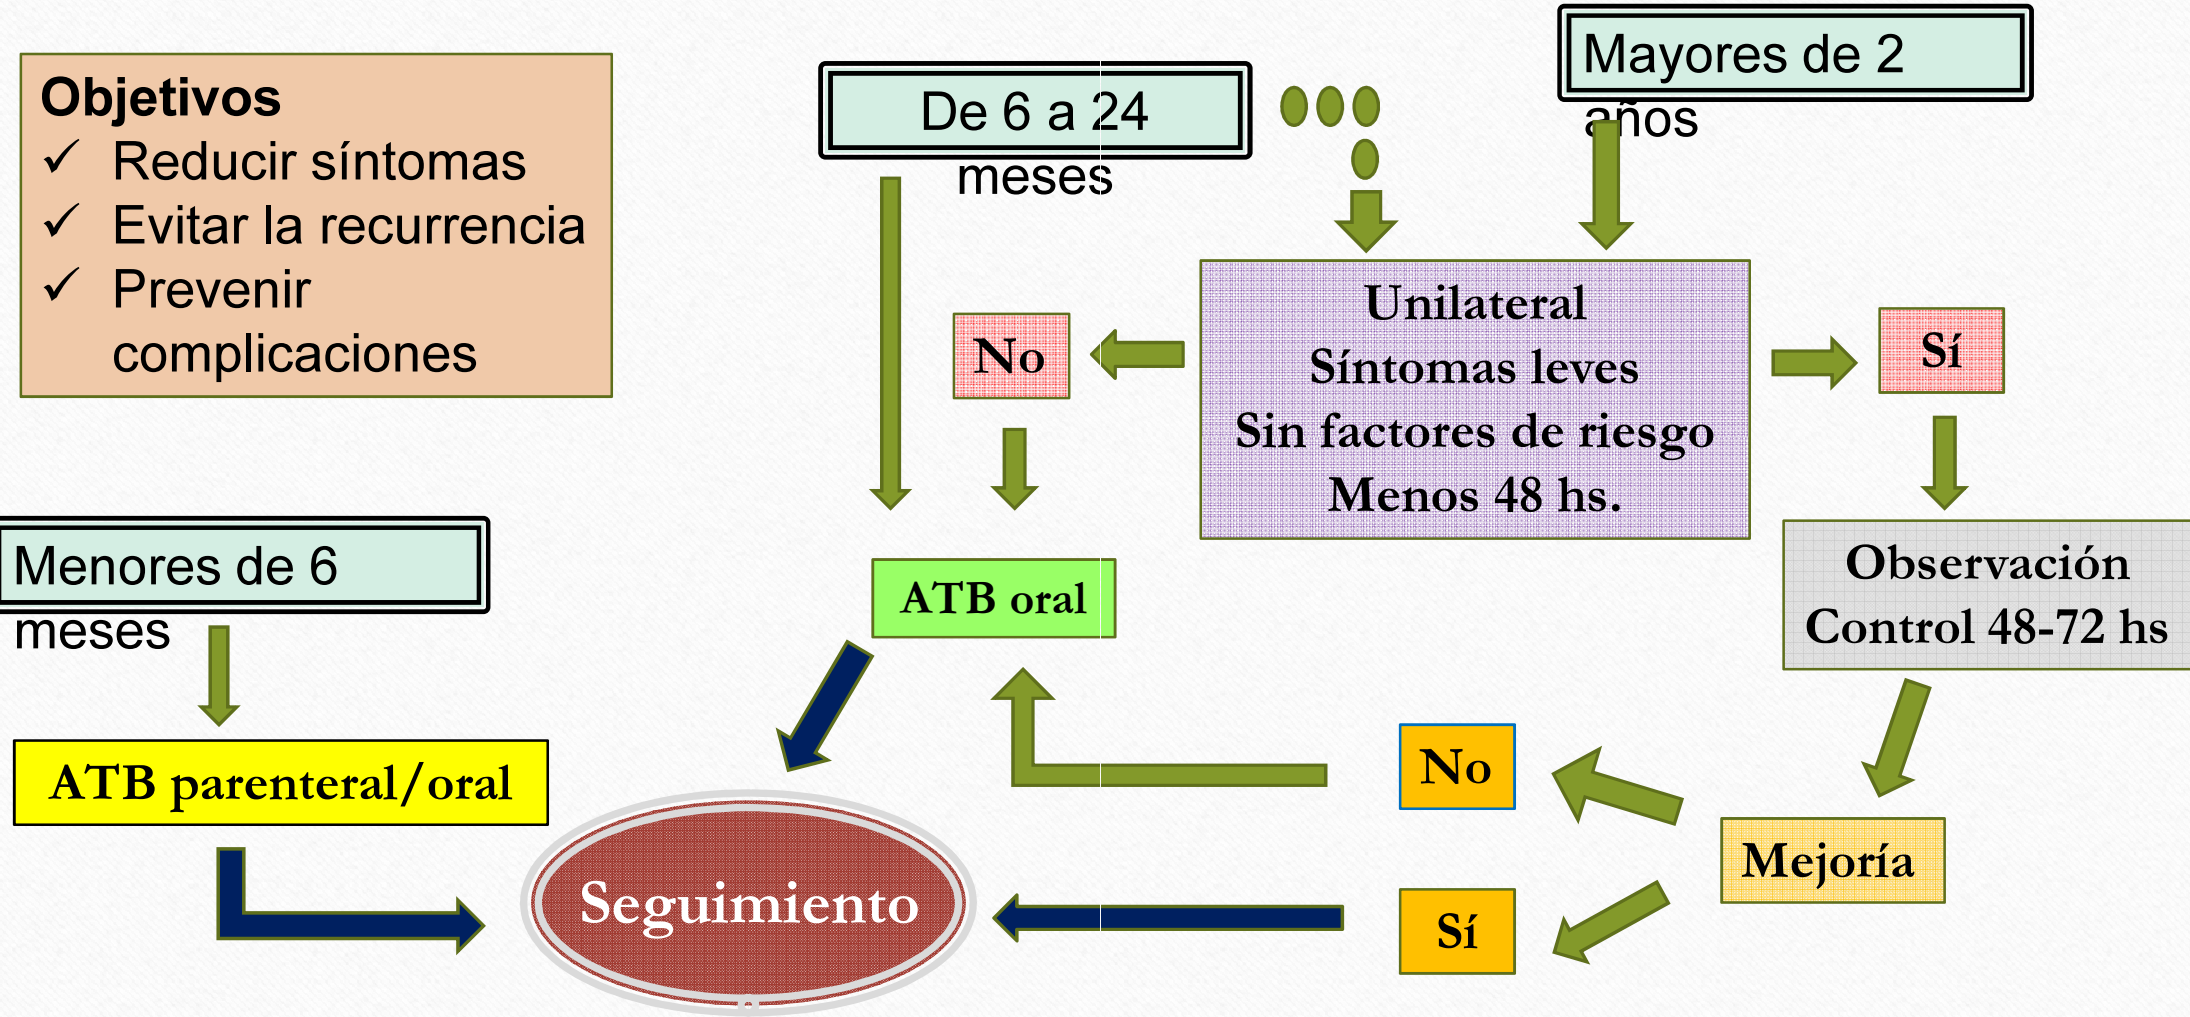 Objetivos
✓ Reducir síntomas
✓ Evitar la recurrencia
✓ Prevenir
complicaciones
De 6 a 24
meses
Mayores de 2
años
Unilateral
Síntomas leves
Sin factores de riesgo
Menos 48 hs.
No
Sí
Menores de 6
meses
ATB oral
Observación
Control 48-72 hs
ATB parenteral/oral
No
Mejoría
Sí
Seguimiento